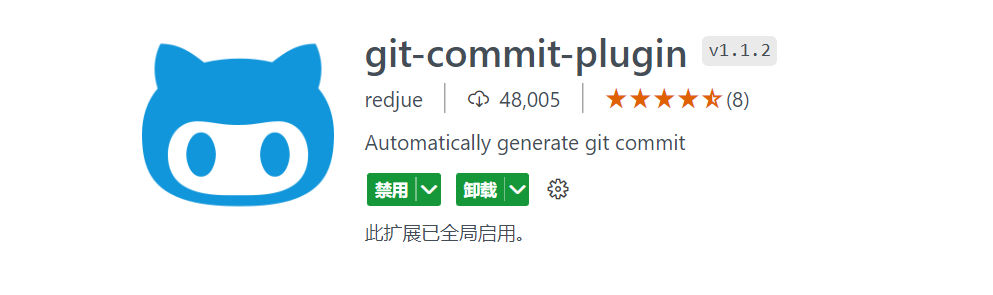 git-commit-plugin v1.1.2
redjue 48,005 (8)
Automatically generate git commit
禁用 卸载
此扩展已全局启用。